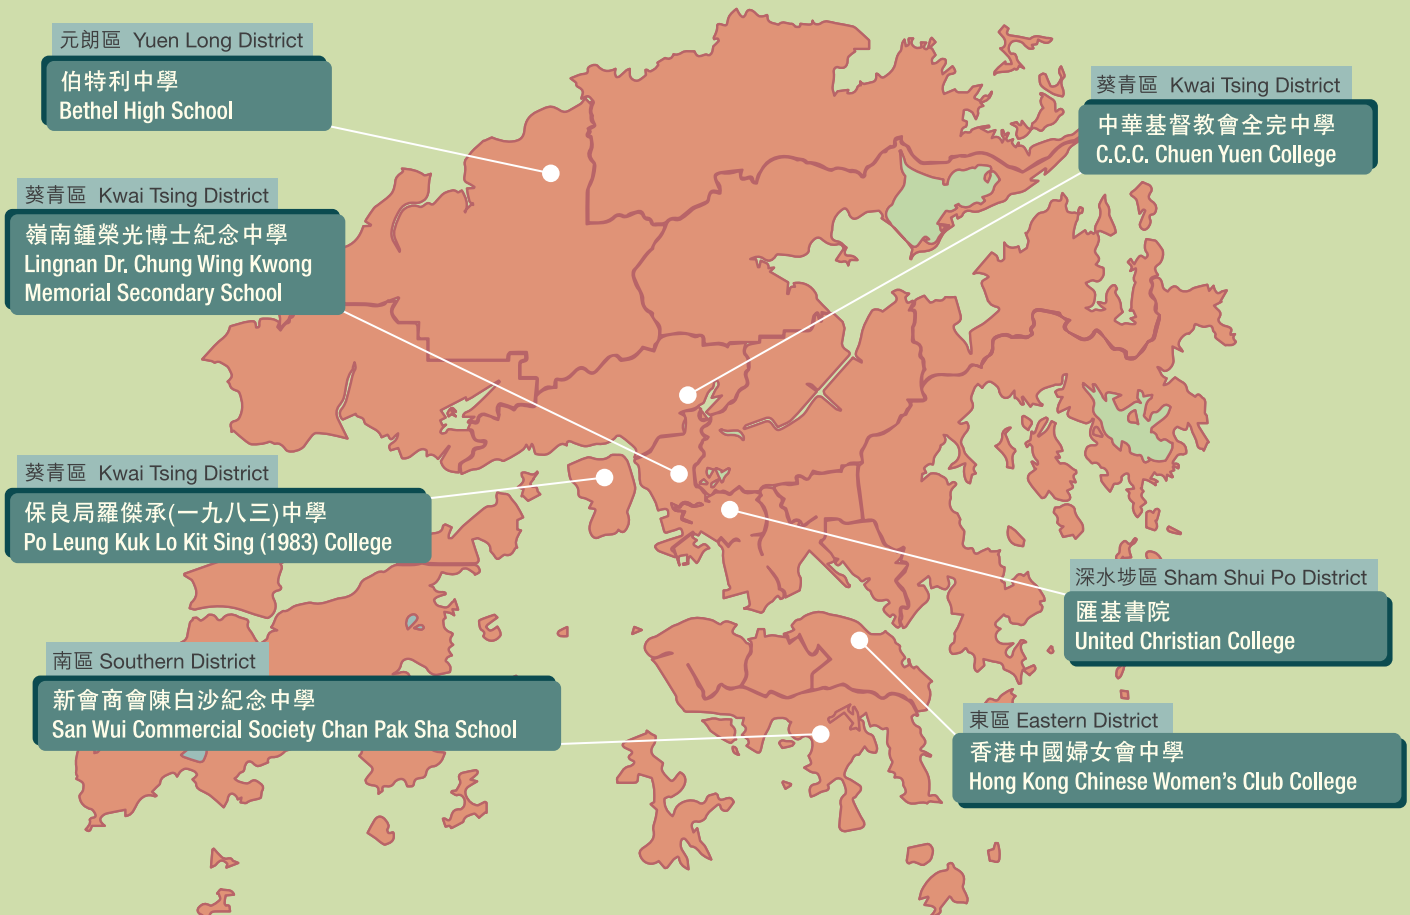 元朗區 Yuen Long District
伯特利中學
Bethel High School
葵青區 Kwai Tsing District
中華基督教會全完中學
C.C.C. Chuen Yuen College
葵青區 Kwai Tsing District
嶺南鍾榮光博士紀念中學
Lingnan Dr. Chung Wing Kwong
Memorial Secondary School
葵青區 Kwai Tsing District
保良局羅傑承(一九八三)中學
Po Leung Kuk Lo Kit Sing (1983) College
深水埗區 Sham Shui Po District
匯基書院
United Christian College
南區 Southern District
新會商會陳白沙紀念中學
San Wui Commercial Society Chan Pak Sha School
東區 Eastern District
香港中國婦女會中學
Hong Kong Chinese Women's Club College